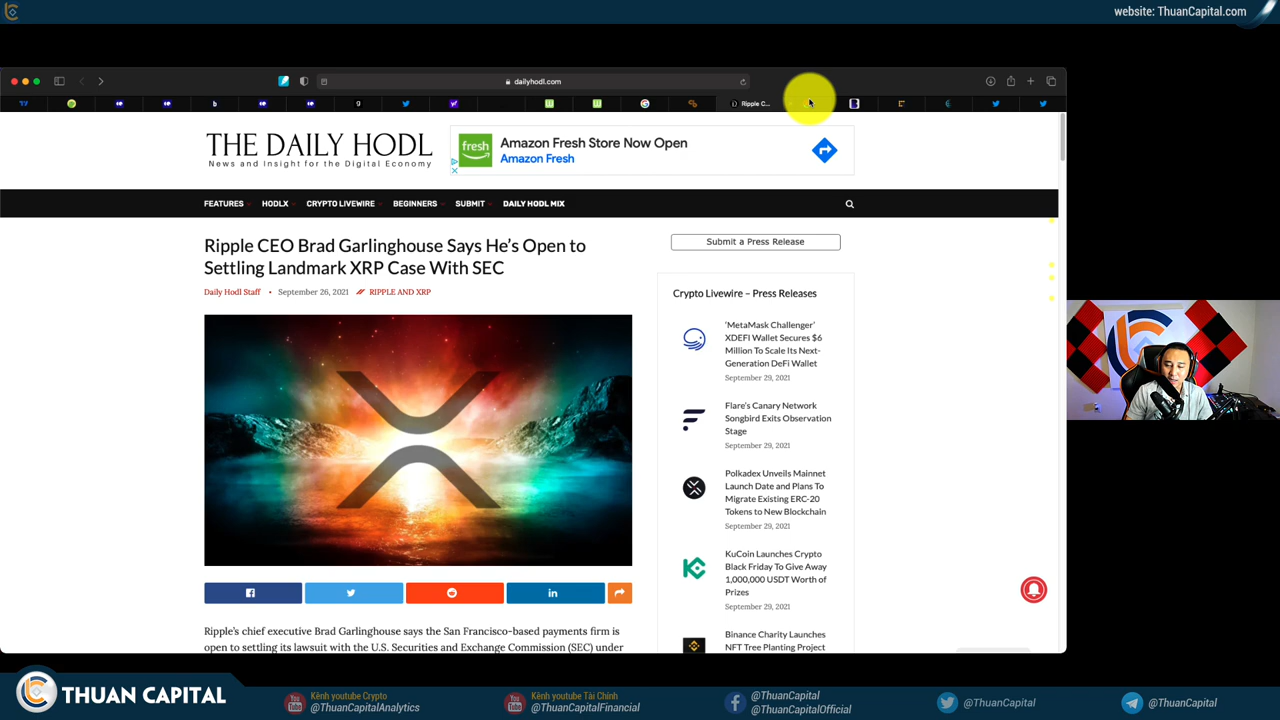 website: ThuanCapital.com
dailyhodl.com
Ripple C...
THE DAILY HODL
News and Insight for the Digital Economy
fresh
Amazon Fresh Store Now Open
Amazon Fresh
FEATURES
HODLX
CRYPTO LIVEWIRE
BEGINNERS
SUBMIT
DAILY HODL MIX
Ripple CEO Brad Garlinghouse Says He's Open to
Settling Landmark XRP Case With SEC
Daily Hodl Staff • September 26, 2021 RIPPLE AND XRP
Ripple's chief executive Brad Garlinghouse says the San Francisco-based payments firm is
open to settling its lawsuit with the U.S. Securities and Exchange Commission (SEC) under
Submit a Press Release
Crypto Livewire – Press Releases
'MetaMask Challenger'
XDEFI Wallet Secures $6
Million To Scale Its Next-
Generation DeFi Wallet
September 29, 2021
Flare's Canary Network
Songbird Exits Observation
Stage
September 29, 2021
Polkadex Unveils Mainnet
Launch Date and Plans To
Migrate Existing ERC-20
Tokens to New Blockchain
September 29, 2021
KuCoin Launches Crypto
Black Friday To Give Away
1,000,000 USDT Worth of
Prizes
September 29, 2021
Binance Charity Launches
NFT Tree Planting Project
THUAN CAPITAL
Kênh youtube Crypto
@ThuanCapitalAnalytics
Kênh youtube Tài Chính
@ThuanCapitalFinancial
@ThuanCapital
@ThuanCapitalOfficial
@ThuanCapital
@ThuanCapital